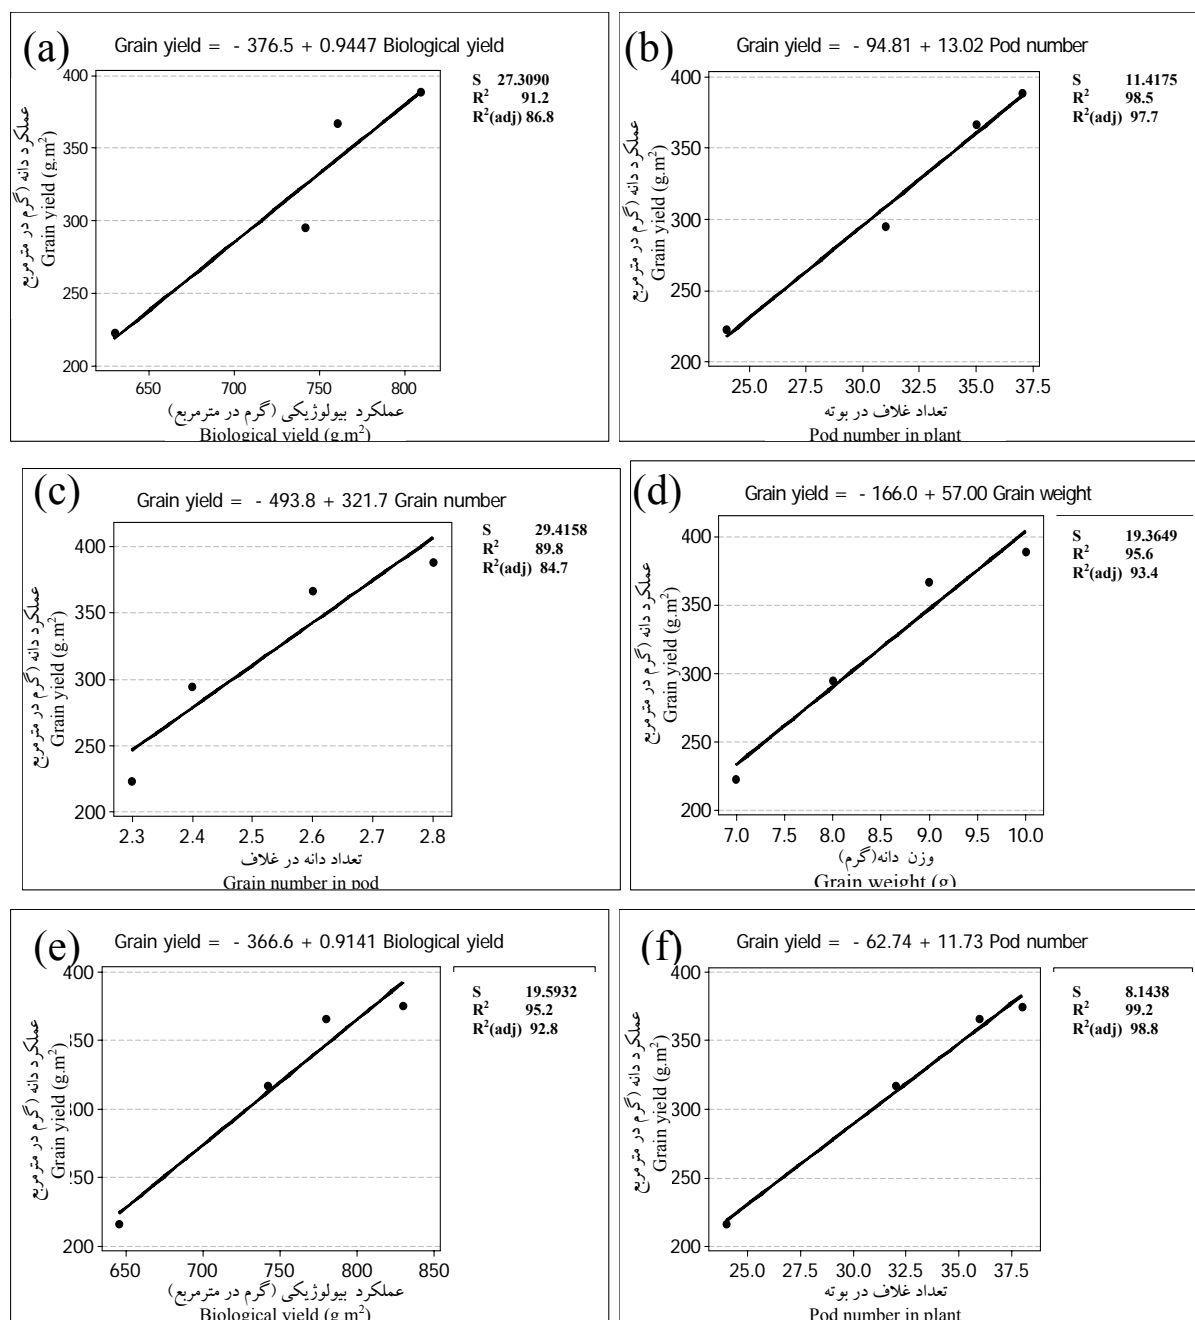 (a)
Grain yield = - 376.5 + 0.9447 Biological yield
S 27.3090
R² 91.2
R²(adj) 86.8
عملکرد دانه (گرم در مترمربع
Grain yield (g.m²)
400
350
300
250
200
650 700 750 800
عملکرد بیولوژیکی (گرم در مترمربع)
Biological yield (g.m²)
(b)
Grain yield = - 94.81 + 13.02 Pod number
S 11.4175
R² 98.5
R²(adj) 97.7
عملکرد دانه (گرم در مترمربع
Grain yield (g.m²)
400
350
300
250
200
25.0 27.5 30.0 32.5 35.0 37.5
تعداد غلاف در بوته
Pod number in plant
(c)
Grain yield = - 493.8 + 321.7 Grain number
S 29.4158
R² 89.8
R²(adj) 84.7
عملکرد دانه (گرم در مترمربع
Grain yield (g.m²)
400
350
300
250
200
2.3 2.4 2.5 2.6 2.7 2.8
تعداد دانه در غلاف
Grain number in pod
(d)
Grain yield = - 166.0 + 57.00 Grain weight
S 19.3649
R² 95.6
R²(adj) 93.4
عملکرد دانه (گرم در مترمربع
Grain yield (g.m²)
400
350
300
250
200
7.0 7.5 8.0 8.5 9.0 9.5 10.0
وزن دانه(گرم)
Grain weight (g)
(e)
Grain yield = - 366.6 + 0.9141 Biological yield
S 19.5932
R² 95.2
R²(adj) 92.8
عملکرد دانه (گرم در مترمربع
Grain yield (g.m²)
400
350
300
250
200
650 700 750 800 850
عملکرد بیولوژیکی (گرم در مترمربع)
Biological yield (g.m²)
(f)
Grain yield = - 62.74 + 11.73 Pod number
S 8.1438
R² 99.2
R²(adj) 98.8
عملکرد دانه (گرم در مترمربع
Grain yield (g.m²)
400
350
300
250
200
25.0 27.5 30.0 32.5 35.0 37.5
تعداد غلاف در بوته
Pod number in plant